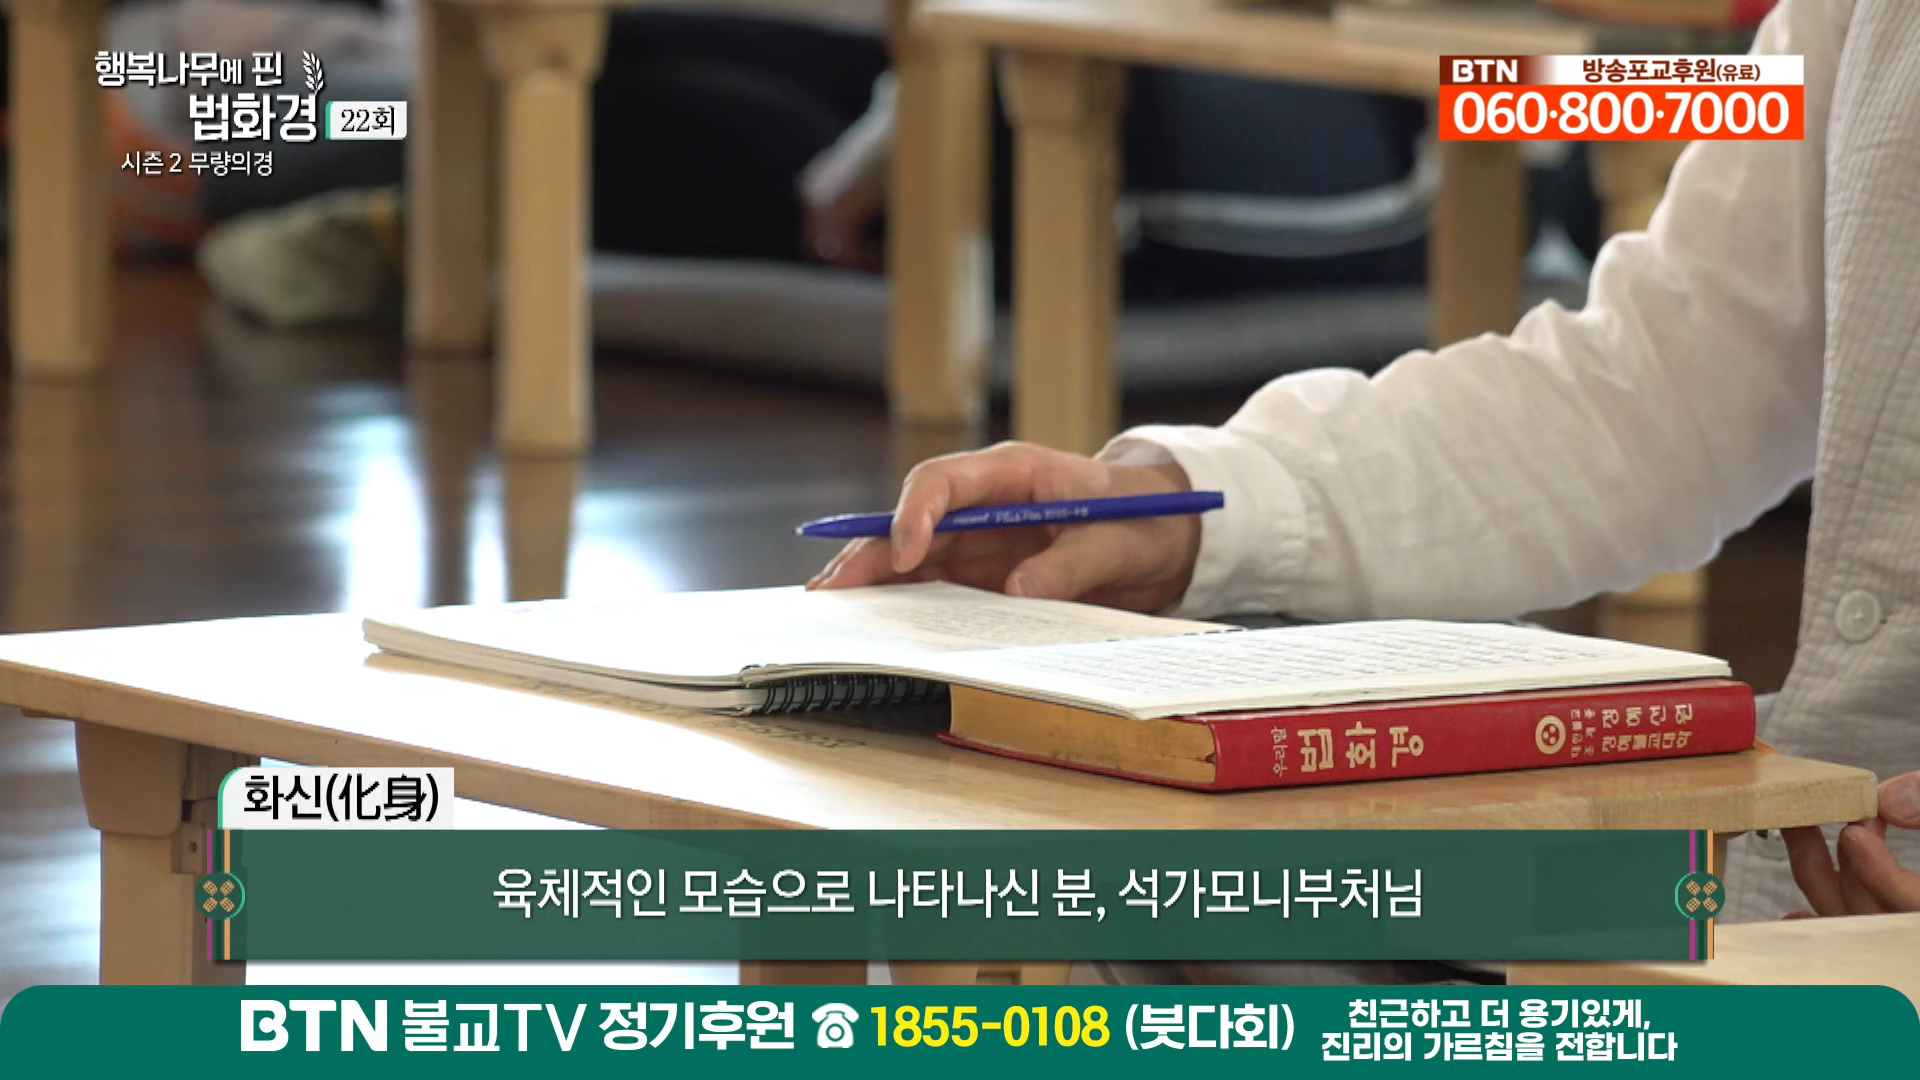 행복나무에 핀
법화경 22회
시즌 2 무량의경
BTN 방송포교후원(유료)
060·800·7000
우리말 법화경
화신(化身)
육체적인 모습으로 나타나신 분, 석가모니부처님
BTN 불교TV 정기후원 ☎ 1855-0108 (붓다회)
친근하고 더 용기있게,
진리의 가르침을 전합니다